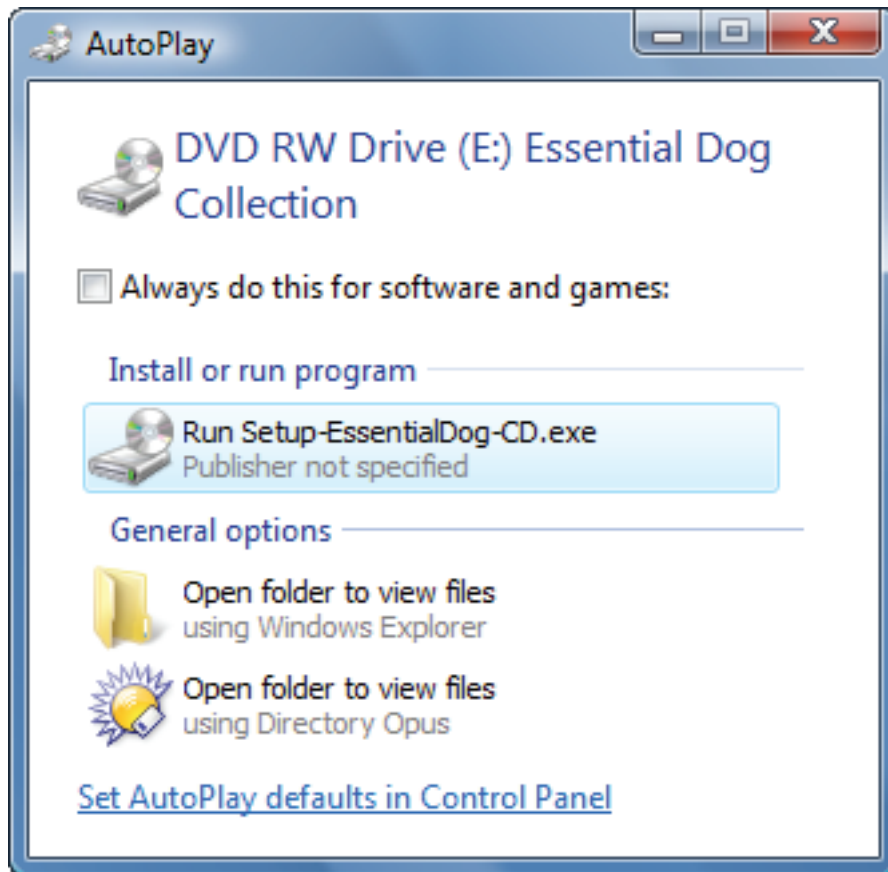 AutoPlay
DVD RW Drive (E:) Essential Dog
Collection
Always do this for software and games:
Install or run program
Run Setup-EssentialDog-CD.exe
Publisher not specified
General options
Open folder to view files
using Windows Explorer
Open folder to view files
using Directory Opus
Set AutoPlay defaults in Control Panel